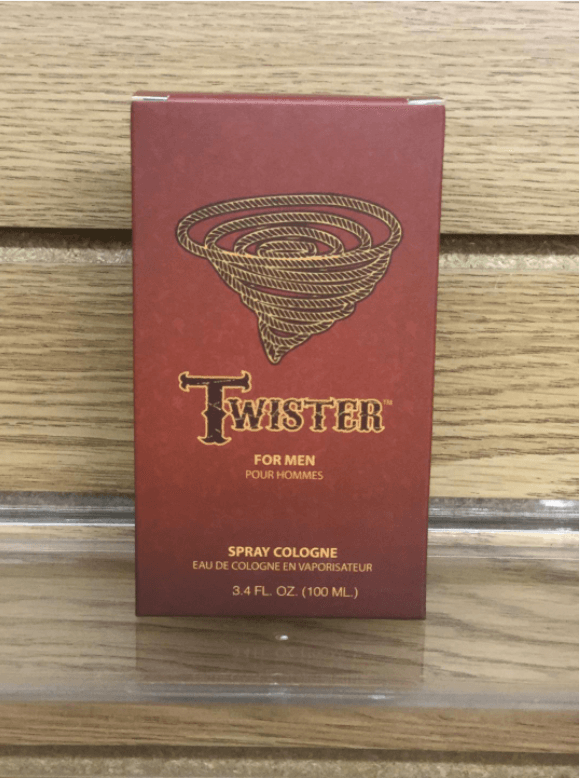 TWISTER™
FOR MEN
POUR HOMMES
SPRAY COLOGNE
EAU DE COLOGNE EN VAPORISATEUR
3.4 FL. OZ. (100 ML.)